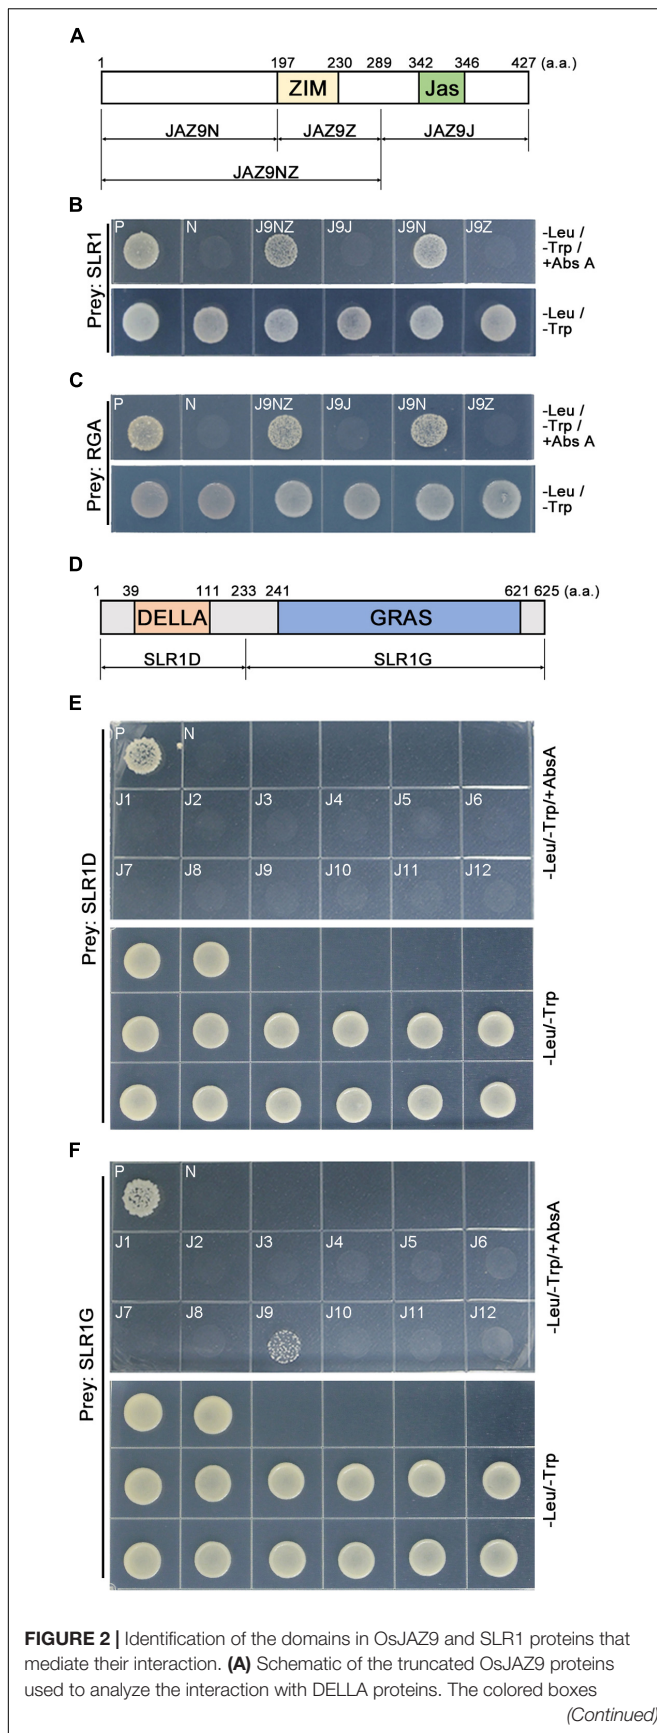 A
1 197 230 289 342 346 427 (a.a.)
ZIM Jas
JAZ9N JAZ9Z JAZ9J
JAZ9NZ
B
Prey: SLR1
P N J9NZ J9J J9N J9Z
-Leu /
-Trp /
+Abs A
-Leu /
-Trp
C
Prey: RGA
P N J9NZ J9J J9N J9Z
-Leu /
-Trp /
+Abs A
-Leu /
-Trp
D
1 39 111 233 241 621 625 (a.a.)
DELLA GRAS
SLR1D SLR1G
E
Prey: SLR1D
P N
J1 J2 J3 J4 J5 J6
J7 J8 J9 J10 J11 J12
-Leu/-Trp/+AbsA
-Leu/-Trp
F
Prey: SLR1G
P N
J1 J2 J3 J4 J5 J6
J7 J8 J9 J10 J11 J12
-Leu/-Trp/+AbsA
-Leu/-Trp
FIGURE 2 | Identification of the domains in OsJAZ9 and SLR1 proteins that
mediate their interaction. (A) Schematic of the truncated OsJAZ9 proteins
used to analyze the interaction with DELLA proteins. The colored boxes
(Continued)